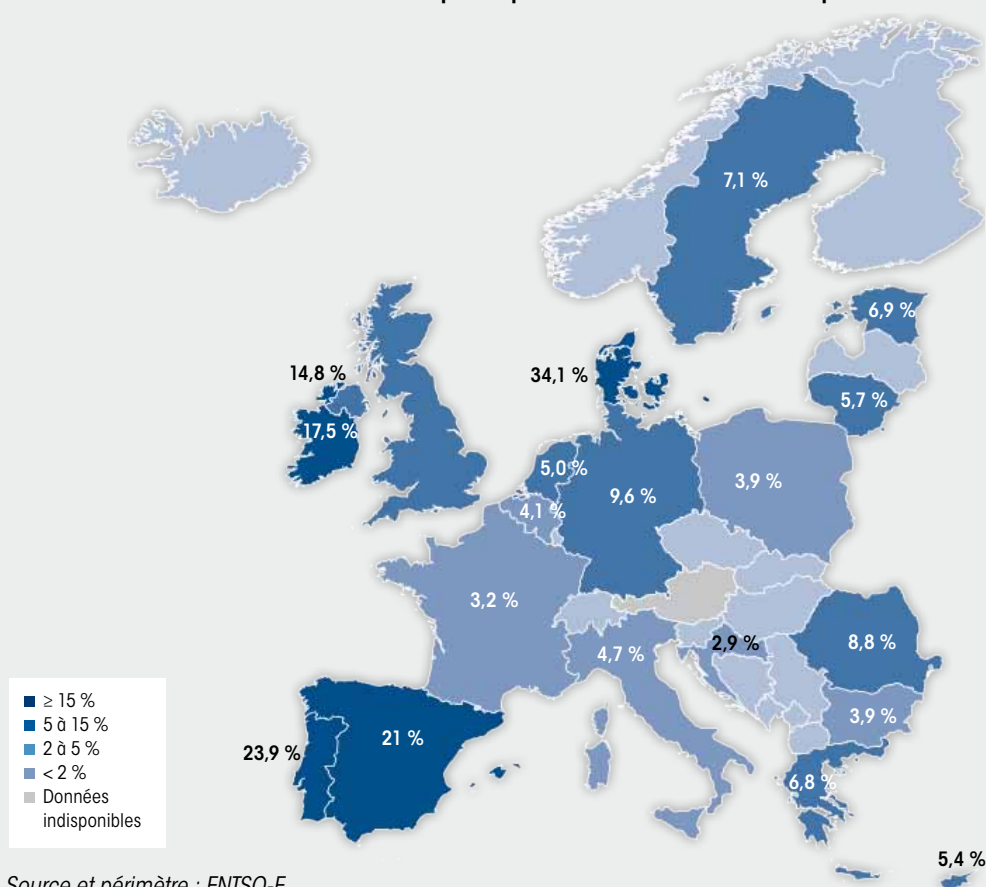 7,1 %
6,9 %
14,8 %
34,1 %
5,7 %
17,5 %
5,0 %
9,6 %
3,9 %
4,1 %
3,2 %
2,9 %
8,8 %
4,7 %
3,9 %
≥ 15 %
5 à 15 %
2 à 5 %
< 2 %
Données
indisponibles
23,9 %
21 %
6,8 %
5,4 %
Source et périmètre : ENTSO-E